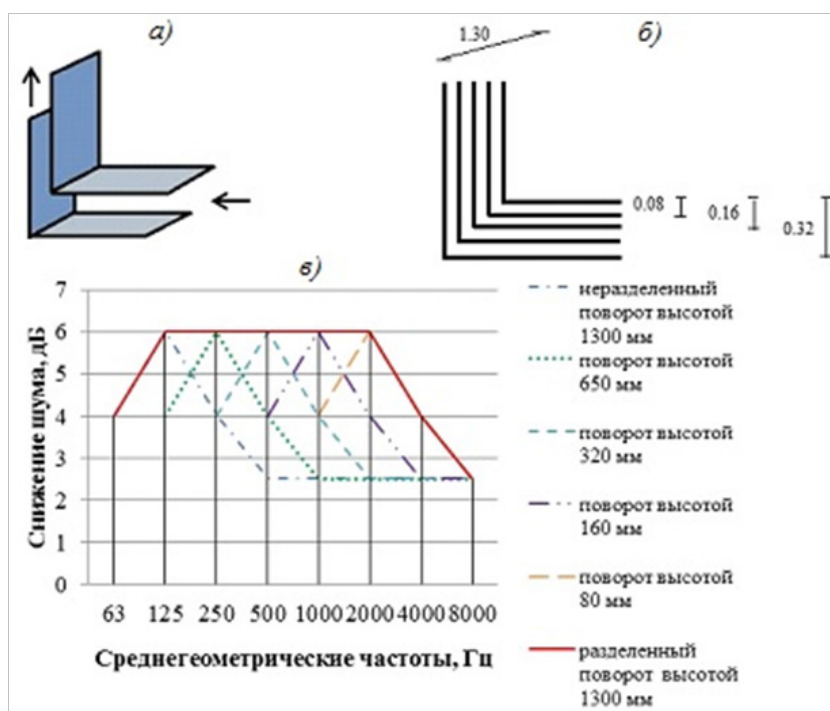 а)
б)
1.30
0.08
0.16
0.32
в)
Снижение шума, дБ
7
6
5
4
3
2
1
0
63 125 250 500 1000 2000 4000 8000
Среднегеометрические частоты, Гц
неразделенный
поворот высотой
1300 мм
поворот высотой
650 мм
поворот высотой
320 мм
поворот высотой
160 мм
поворот высотой
80 мм
разделенный
поворот высотой
1300 мм